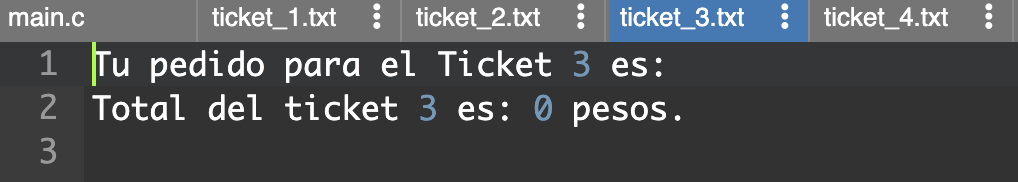 main.c ticket_1.txt ticket_2.txt ticket_3.txt ticket_4.txt
1 Tu pedido para el Ticket 3 es:
2 Total del ticket 3 es: 0 pesos.
3